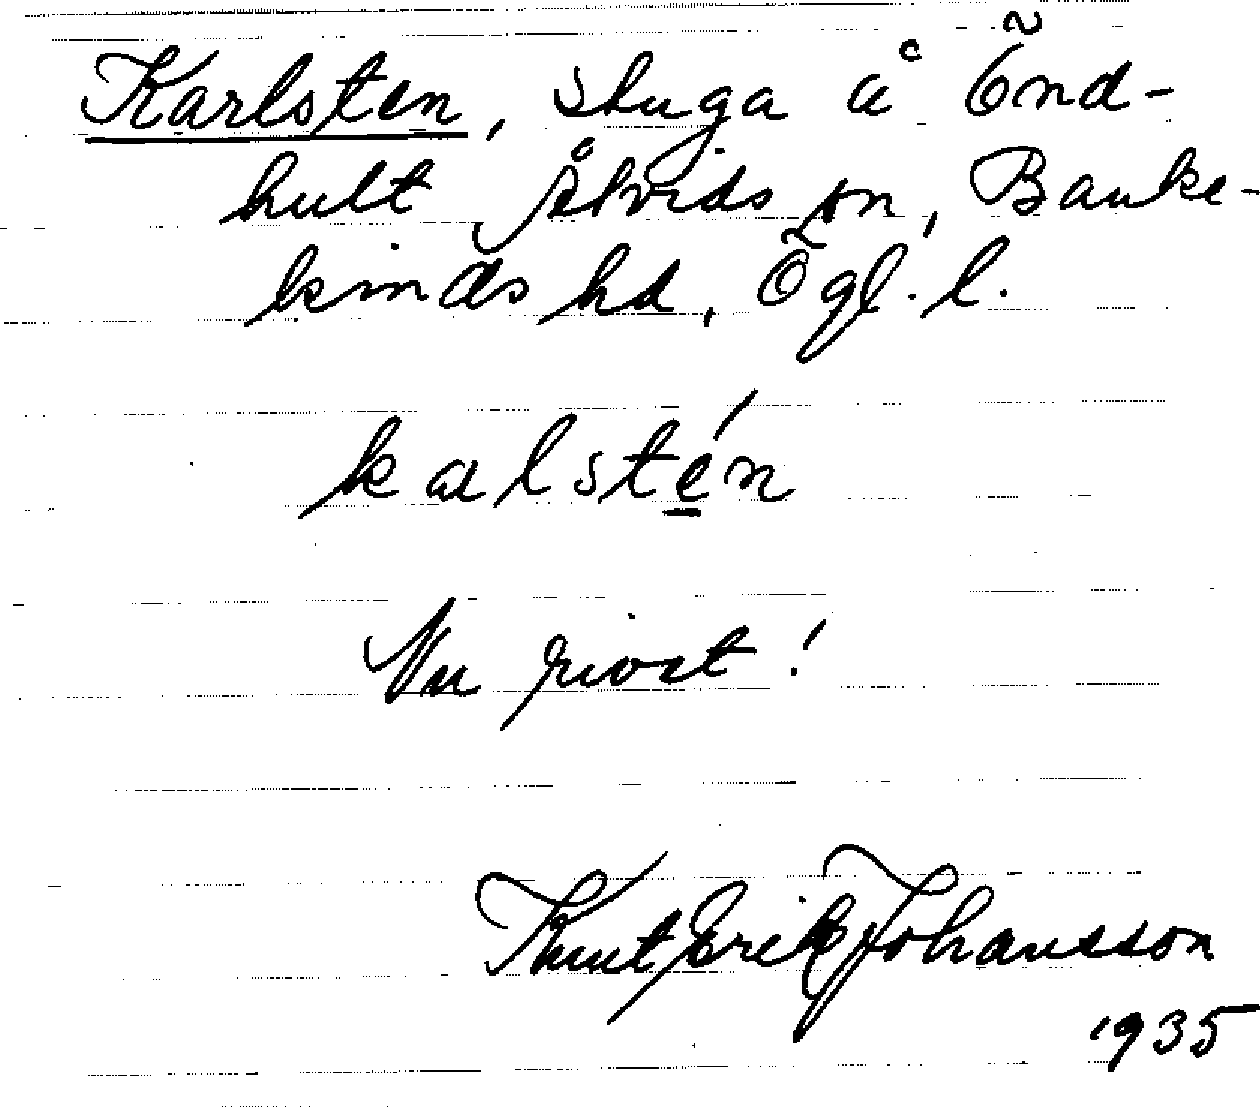 Karlsten, stuga å Önd-
hult Åtvids sn, Banke-
kinds hd, Ögl. l.
kalstén
Nu rivet!
Knut Erik Johansson
1935